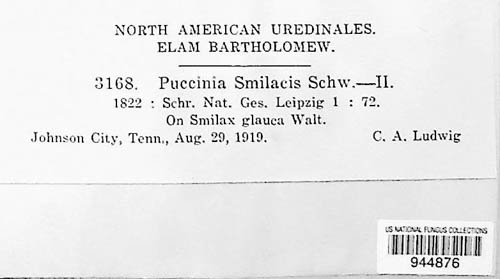 NORTH AMERICAN UREDINALES.
ELAM BARTHOLOMEW.
3168. Puccinia Smilacis Schw.—II.
1822 : Schr. Nat. Ges. Leipzig 1 : 72.
On Smilax glauca Walt.
Johnson City, Tenn., Aug. 29, 1919. C. A. Ludwig
US NATIONAL FUNGUS COLLECTIONS
944876